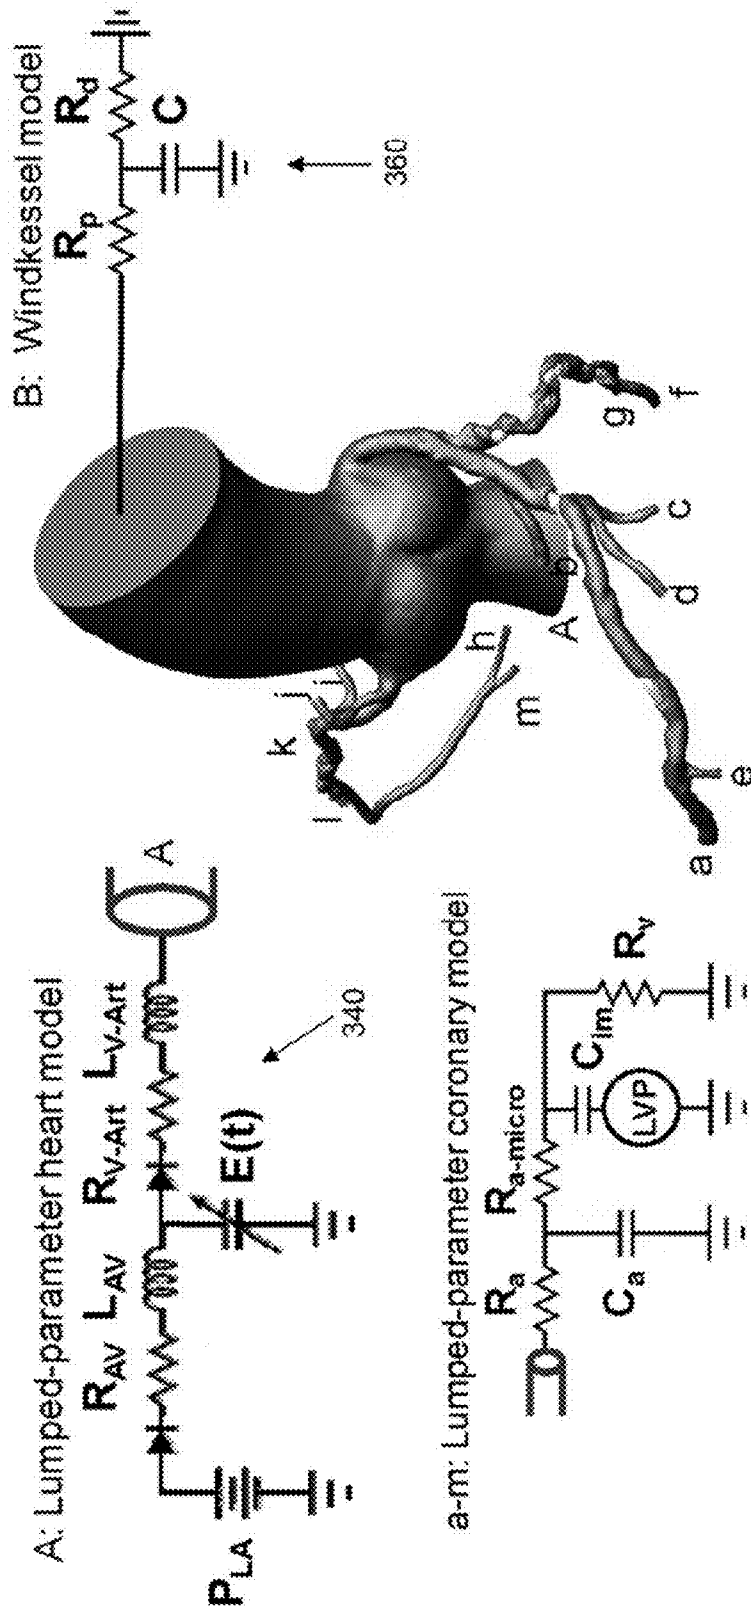 A: Lumped-parameter heart model
R_AV L_AV R_V-Art L_V-Art
A
P_LA
E(t)
340
B: Windkessel model
R_p R_d
C
360
a-m: Lumped-parameter coronary model
R_a R_a-micro
C_a
C_im
LVP
R_v
k
j
i
l
h
m
A
b
a
e
d
c
g
f